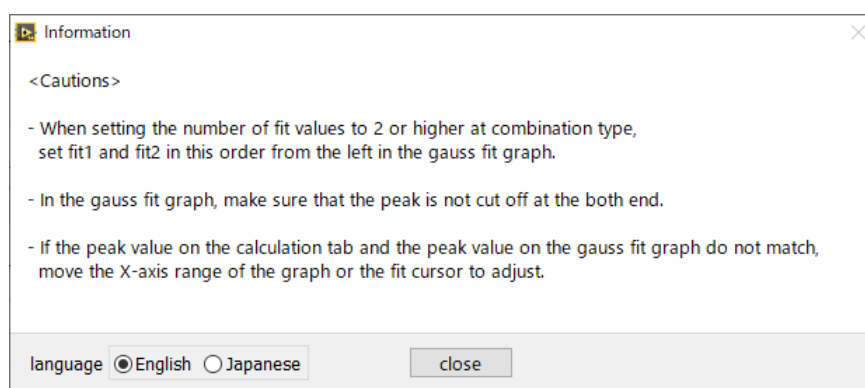 Information
<Cautions>
- When setting the number of fit values to 2 or higher at combination type,
set fit1 and fit2 in this order from the left in the gauss fit graph.
- In the gauss fit graph, make sure that the peak is not cut off at the both end.
- If the peak value on the calculation tab and the peak value on the gauss fit graph do not match,
move the X-axis range of the graph or the fit cursor to adjust.
language English Japanese close